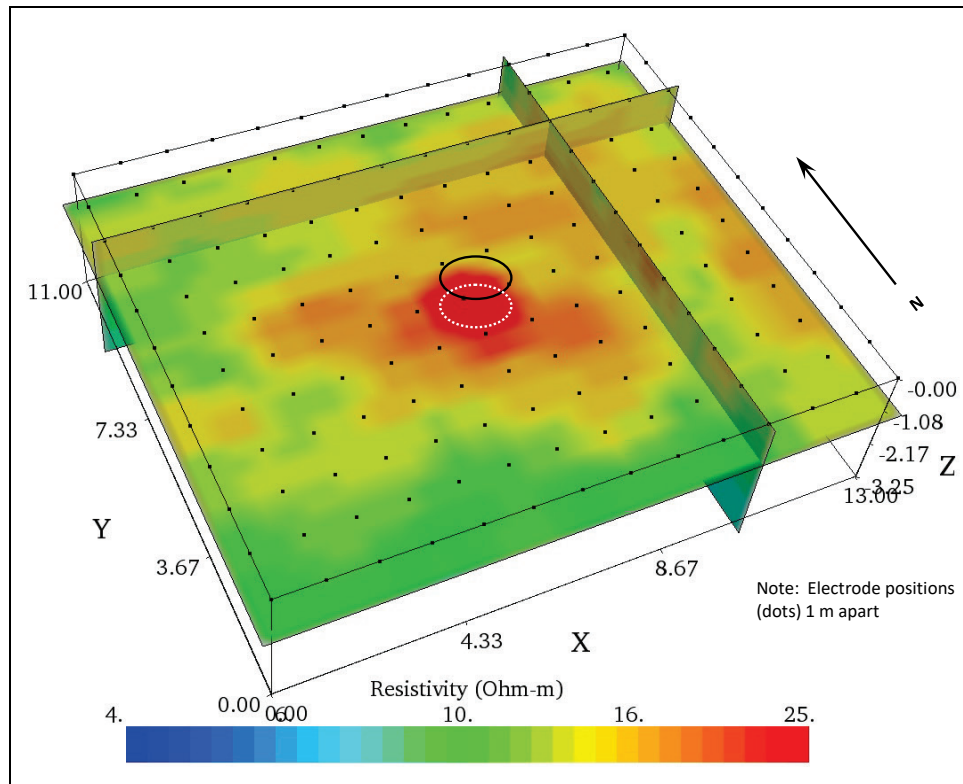 N
11.00
7.33
Y
3.67
0.00
0.00
4.33
X
8.67
13.00
-0.00
-1.08
-2.17
Z
-3.25
Note: Electrode positions
(dots) 1 m apart
Resistivity (Ohm-m)
4. 6. 10. 16. 25.